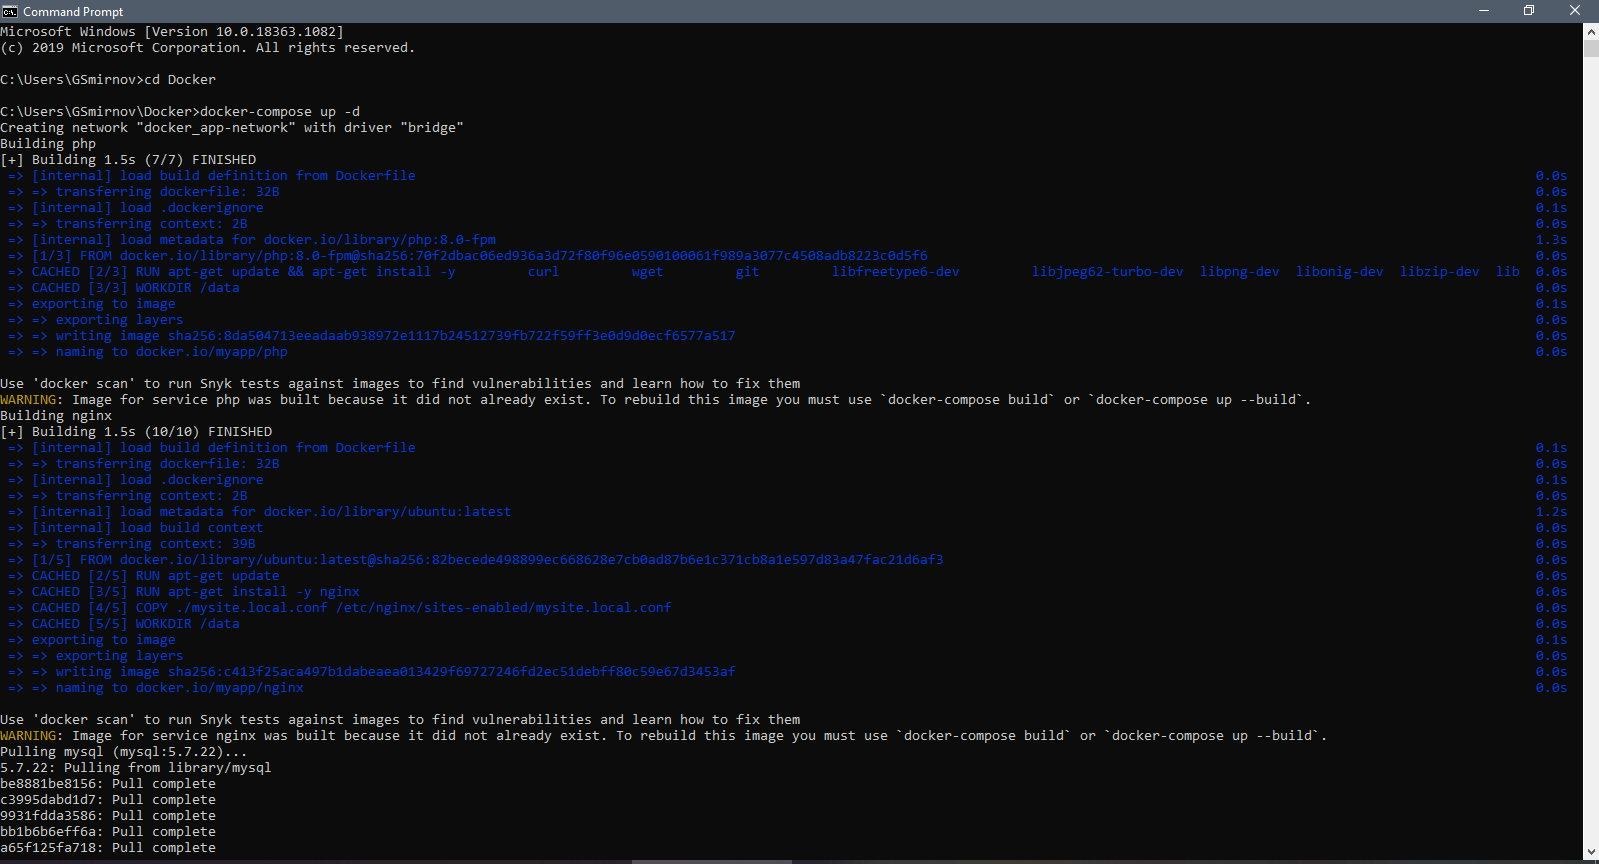 Command Prompt
Microsoft Windows [Version 10.0.18363.1082]
(c) 2019 Microsoft Corporation. All rights reserved.
C:\Users\GSmirnov>cd Docker
C:\Users\GSmirnov\Docker>docker-compose up -d
Creating network "docker_app-network" with driver "bridge"
Building php
[+] Building 1.5s (7/7) FINISHED
=> [internal] load build definition from Dockerfile 0.0s
=> => transferring dockerfile: 32B 0.0s
=> [internal] load .dockerignore 0.1s
=> => transferring context: 2B 0.0s
=> [internal] load metadata for docker.io/library/php:8.0-fpm 1.3s
=> [1/3] FROM docker.io/library/php:8.0-fpm@sha256:70f2dbac06ed936a3d72f80f96e0590100061f989a3077c4508adb8223c0d5f6 0.0s
=> CACHED [2/3] RUN apt-get update && apt-get install -y curl wget git libfreetype6-dev libjpeg62-turbo-dev libpng-dev libonig-dev libzip-dev lib 0.0s
=> CACHED [3/3] WORKDIR /data 0.0s
=> exporting to image 0.1s
=> => exporting layers 0.0s
=> => writing image sha256:8da504713eeadaab938972e1117b24512739fb722f59ff3e0d9d0ecf6577a517 0.0s
=> => naming to docker.io/myapp/php 0.0s
Use 'docker scan' to run Snyk tests against images to find vulnerabilities and learn how to fix them
WARNING: Image for service php was built because it did not already exist. To rebuild this image you must use `docker-compose build` or `docker-compose up --build`.
Building nginx
[+] Building 1.5s (10/10) FINISHED
=> [internal] load build definition from Dockerfile 0.1s
=> => transferring dockerfile: 32B 0.0s
=> [internal] load .dockerignore 0.1s
=> => transferring context: 2B 0.0s
=> [internal] load metadata for docker.io/library/ubuntu:latest 1.2s
=> [internal] load build context 0.0s
=> => transferring context: 39B 0.0s
=> [1/5] FROM docker.io/library/ubuntu:latest@sha256:82becede498899ec668628e7cb0ad87b6e1c371cb8a1e597d83a47fac21d6af3 0.0s
=> CACHED [2/5] RUN apt-get update 0.0s
=> CACHED [3/5] RUN apt-get install -y nginx 0.0s
=> CACHED [4/5] COPY ./mysite.local.conf /etc/nginx/sites-enabled/mysite.local.conf 0.0s
=> CACHED [5/5] WORKDIR /data 0.0s
=> exporting to image 0.1s
=> => exporting layers 0.0s
=> => writing image sha256:c413f25aca497b1dabeaea013429f69727246fd2ec51debff80c59e67d3453af 0.0s
=> => naming to docker.io/myapp/nginx 0.0s
Use 'docker scan' to run Snyk tests against images to find vulnerabilities and learn how to fix them
WARNING: Image for service nginx was built because it did not already exist. To rebuild this image you must use `docker-compose build` or `docker-compose up --build`.
Pulling mysql (mysql:5.7.22)...
5.7.22: Pulling from library/mysql
be8881be8156: Pull complete
c3995dabd1d7: Pull complete
9931fdda3586: Pull complete
bb1b6b6eff6a: Pull complete
a65f125fa718: Pull complete